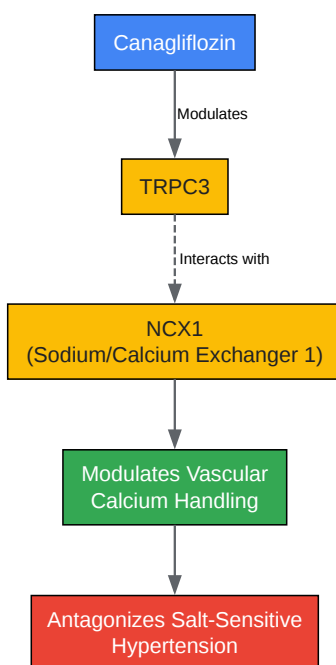 Canagliflozin
Modulates
TRPC3
Interacts with
NCX1
(Sodium/Calcium Exchanger 1)
Modulates Vascular
Calcium Handling
Antagonizes Salt-Sensitive
Hypertension